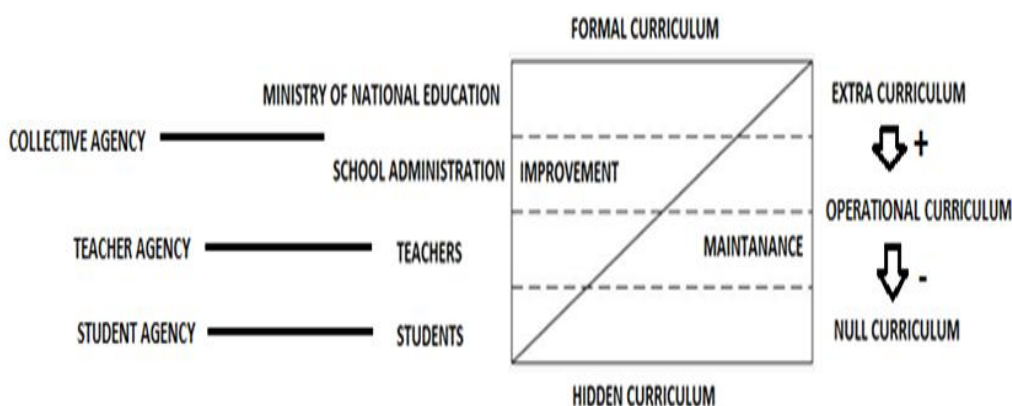 FORMAL CURRICULUM
MINISTRY OF NATIONAL EDUCATION
EXTRA CURRICULUM
COLLECTIVE AGENCY
+
SCHOOL ADMINISTRATION
IMPROVEMENT
OPERATIONAL CURRICULUM
TEACHER AGENCY
TEACHERS
MAINTANANCE
-
STUDENT AGENCY
STUDENTS
NULL CURRICULUM
HIDDEN CURRICULUM